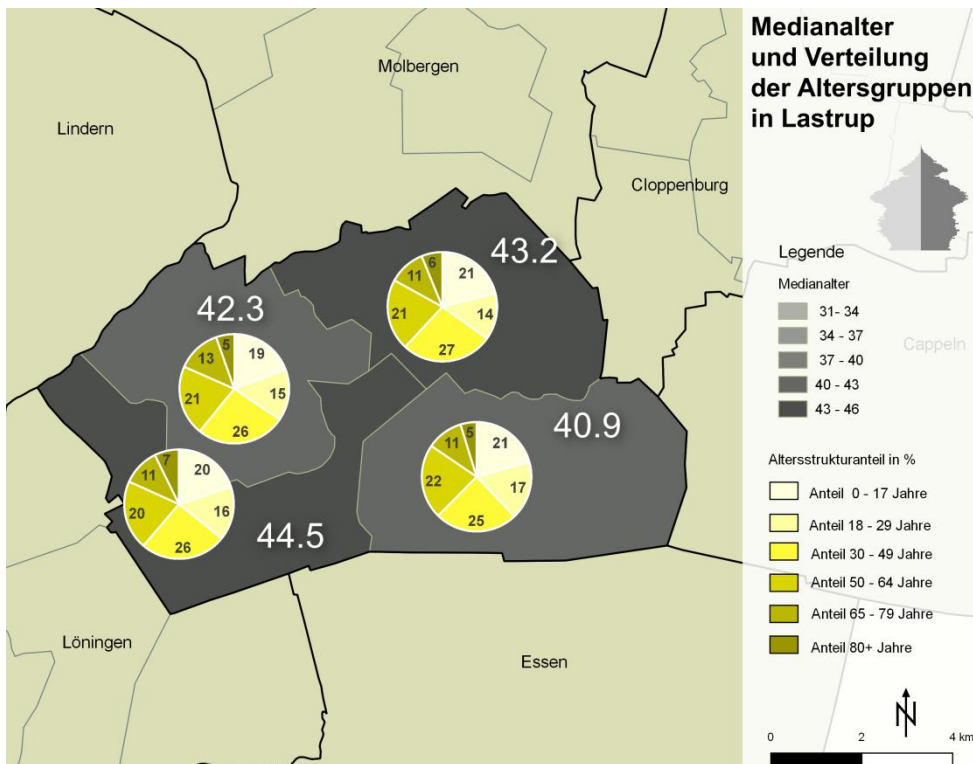 Medianalter
und Verteilung
der Altersgruppen
in Lastrup
Molbergen
Lindern
Cloppenburg
43.2
6
21
11
14
21
27
42.3
5
19
13
15
21
26
40.9
5
21
11
17
22
25
7
20
11
16
20
26
44.5
Löningen
Essen
Cappeln
Legende
Medianalter
31- 34
34 - 37
37 - 40
40 - 43
43 - 46
Altersstrukturanteil in %
Anteil 0 - 17 Jahre
Anteil 18 - 29 Jahre
Anteil 30 - 49 Jahre
Anteil 50 - 64 Jahre
Anteil 65 - 79 Jahre
Anteil 80+ Jahre
N
0 2 4 km